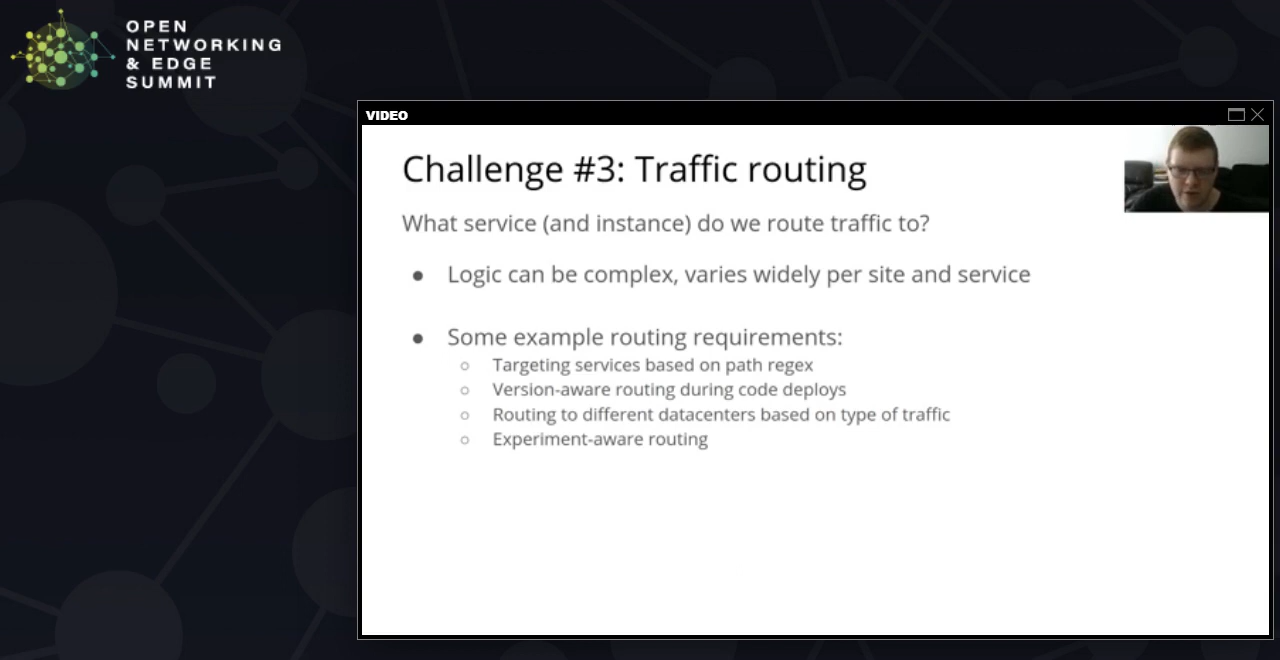 OPEN
NETWORKING
& EDGE
SUMMIT
VIDEO
Challenge #3: Traffic routing
What service (and instance) do we route traffic to?
● Logic can be complex, varies widely per site and service
● Some example routing requirements:
○ Targeting services based on path regex
○ Version-aware routing during code deploys
○ Routing to different datacenters based on type of traffic
○ Experiment-aware routing